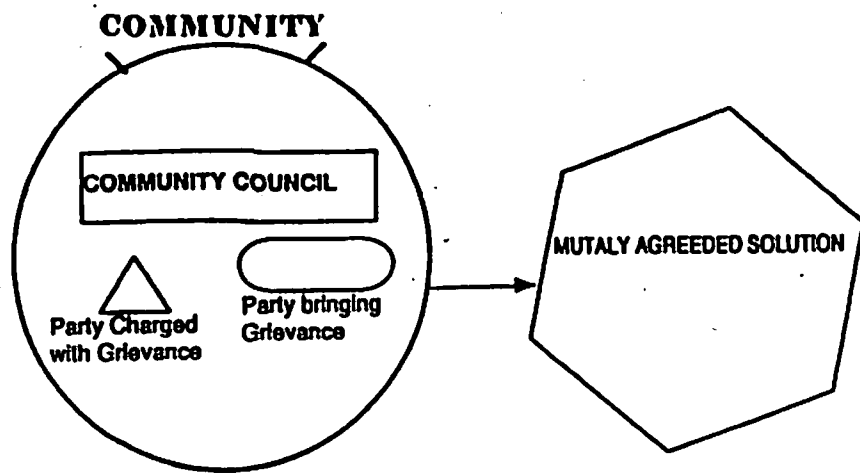 COMMUNITY
COMMUNITY COUNCIL
Party Charged
with Grievance
Party bringing
Grievance
MUTALY AGREEDED SOLUTION